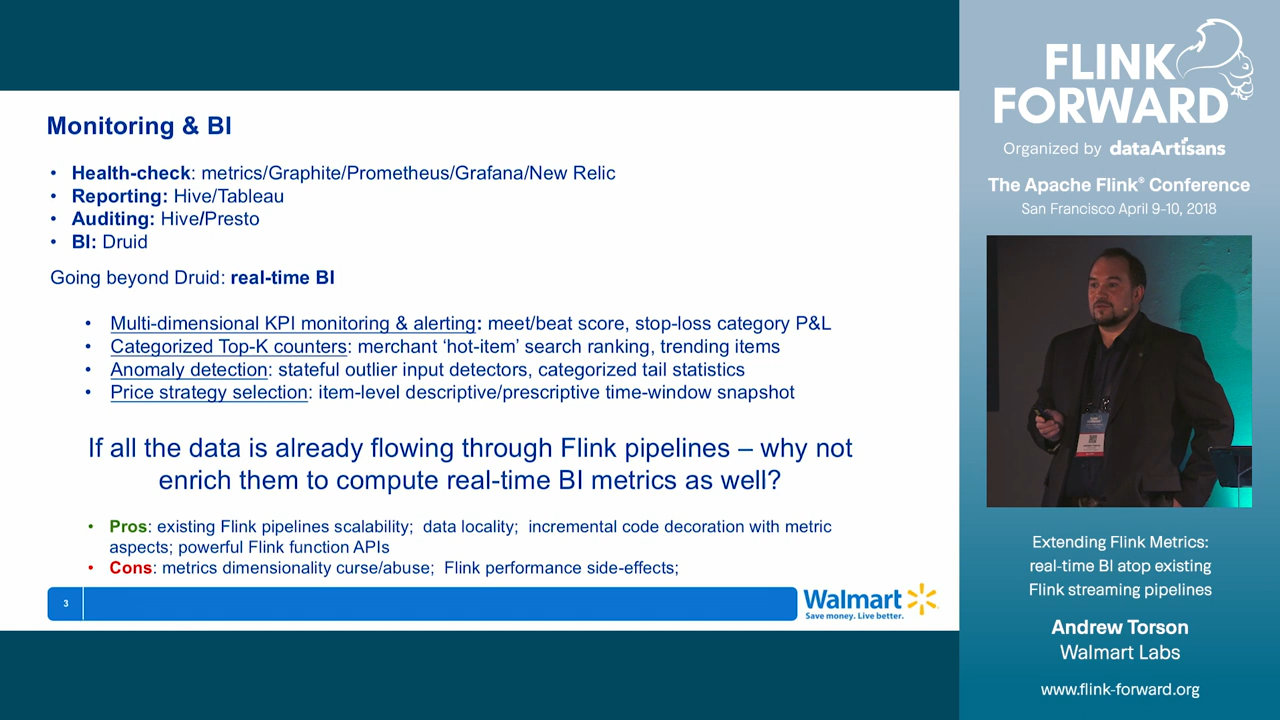 Monitoring & BI
• Health-check: metrics/Graphite/Prometheus/Grafana/New Relic
• Reporting: Hive/Tableau
• Auditing: Hive/Presto
• BI: Druid
Going beyond Druid: real-time BI
• Multi-dimensional KPI monitoring & alerting: meet/beat score, stop-loss category P&L
• Categorized Top-K counters: merchant ‘hot-item’ search ranking, trending items
• Anomaly detection: stateful outlier input detectors, categorized tail statistics
• Price strategy selection: item-level descriptive/prescriptive time-window snapshot
If all the data is already flowing through Flink pipelines – why not
enrich them to compute real-time BI metrics as well?
• Pros: existing Flink pipelines scalability; data locality; incremental code decoration with metric
aspects; powerful Flink function APIs
• Cons: metrics dimensionality curse/abuse; Flink performance side-effects;
3
Walmart
Save money. Live better.
FLINK
FORWARD
Organized by dataArtisans
The Apache Flink® Conference
San Francisco April 9-10, 2018
Extending Flink Metrics:
real-time BI atop existing
Flink streaming pipelines
Andrew Torson
Walmart Labs
www.flink-forward.org